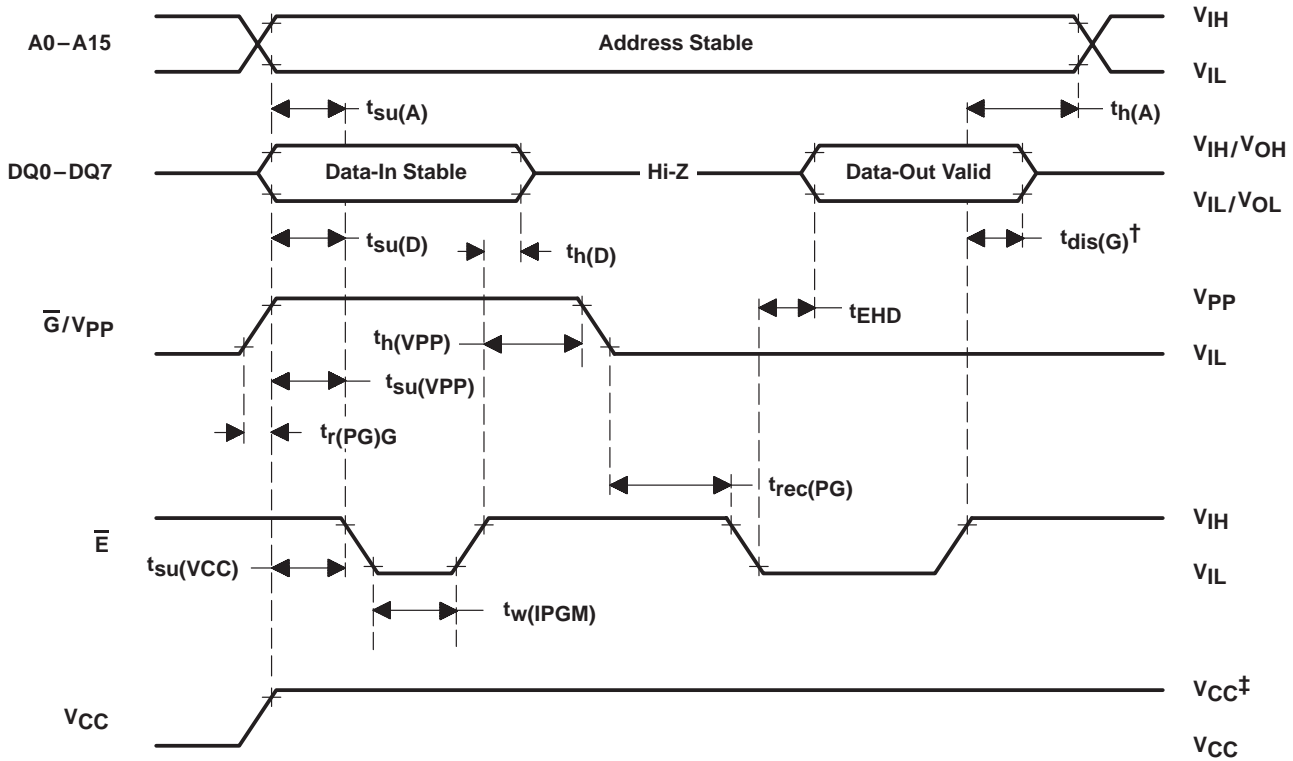 A0–A15
Address Stable
VIH
VIL
tsu(A)
th(A)
DQ0–DQ7
Data-In Stable
Hi-Z
Data-Out Valid
VIH/VOH
VIL/VOL
tsu(D)
th(D)
tdis(G)†
G̅/VPP
VPP
tEHD
th(VPP)
VIL
tsu(VPP)
tr(PG)G
trec(PG)
E̅
VIH
tsu(VCC)
VIL
tw(IPGM)
VCC
VCC‡
VCC